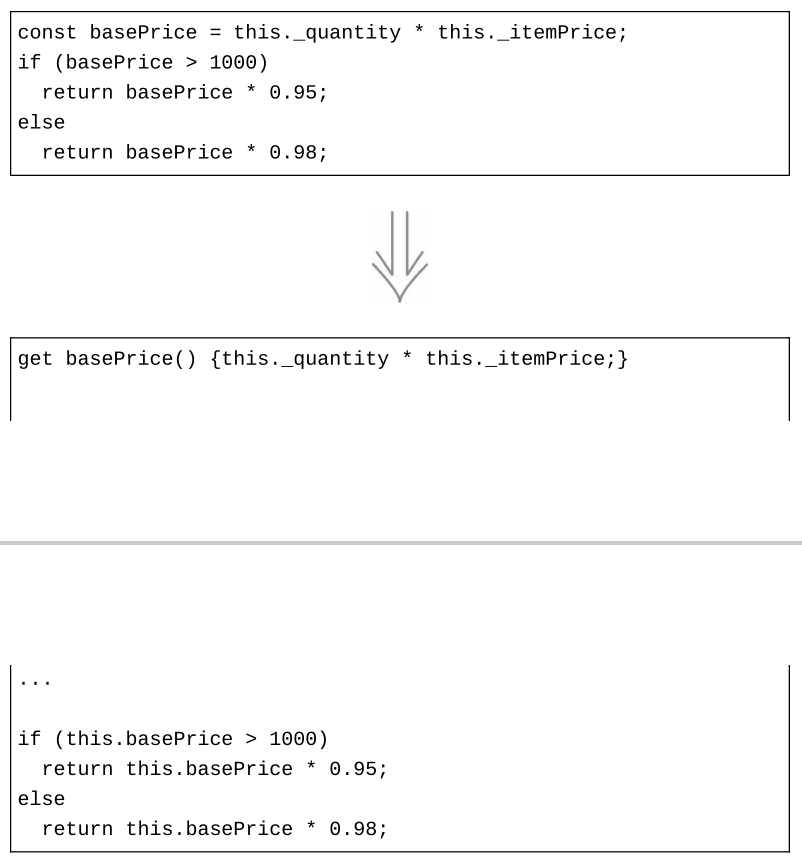 const basePrice = this._quantity * this._itemPrice;
if (basePrice > 1000)
  return basePrice * 0.95;
else
  return basePrice * 0.98;
get basePrice() {this._quantity * this._itemPrice;}
...
if (this.basePrice > 1000)
  return this.basePrice * 0.95;
else
  return this.basePrice * 0.98;